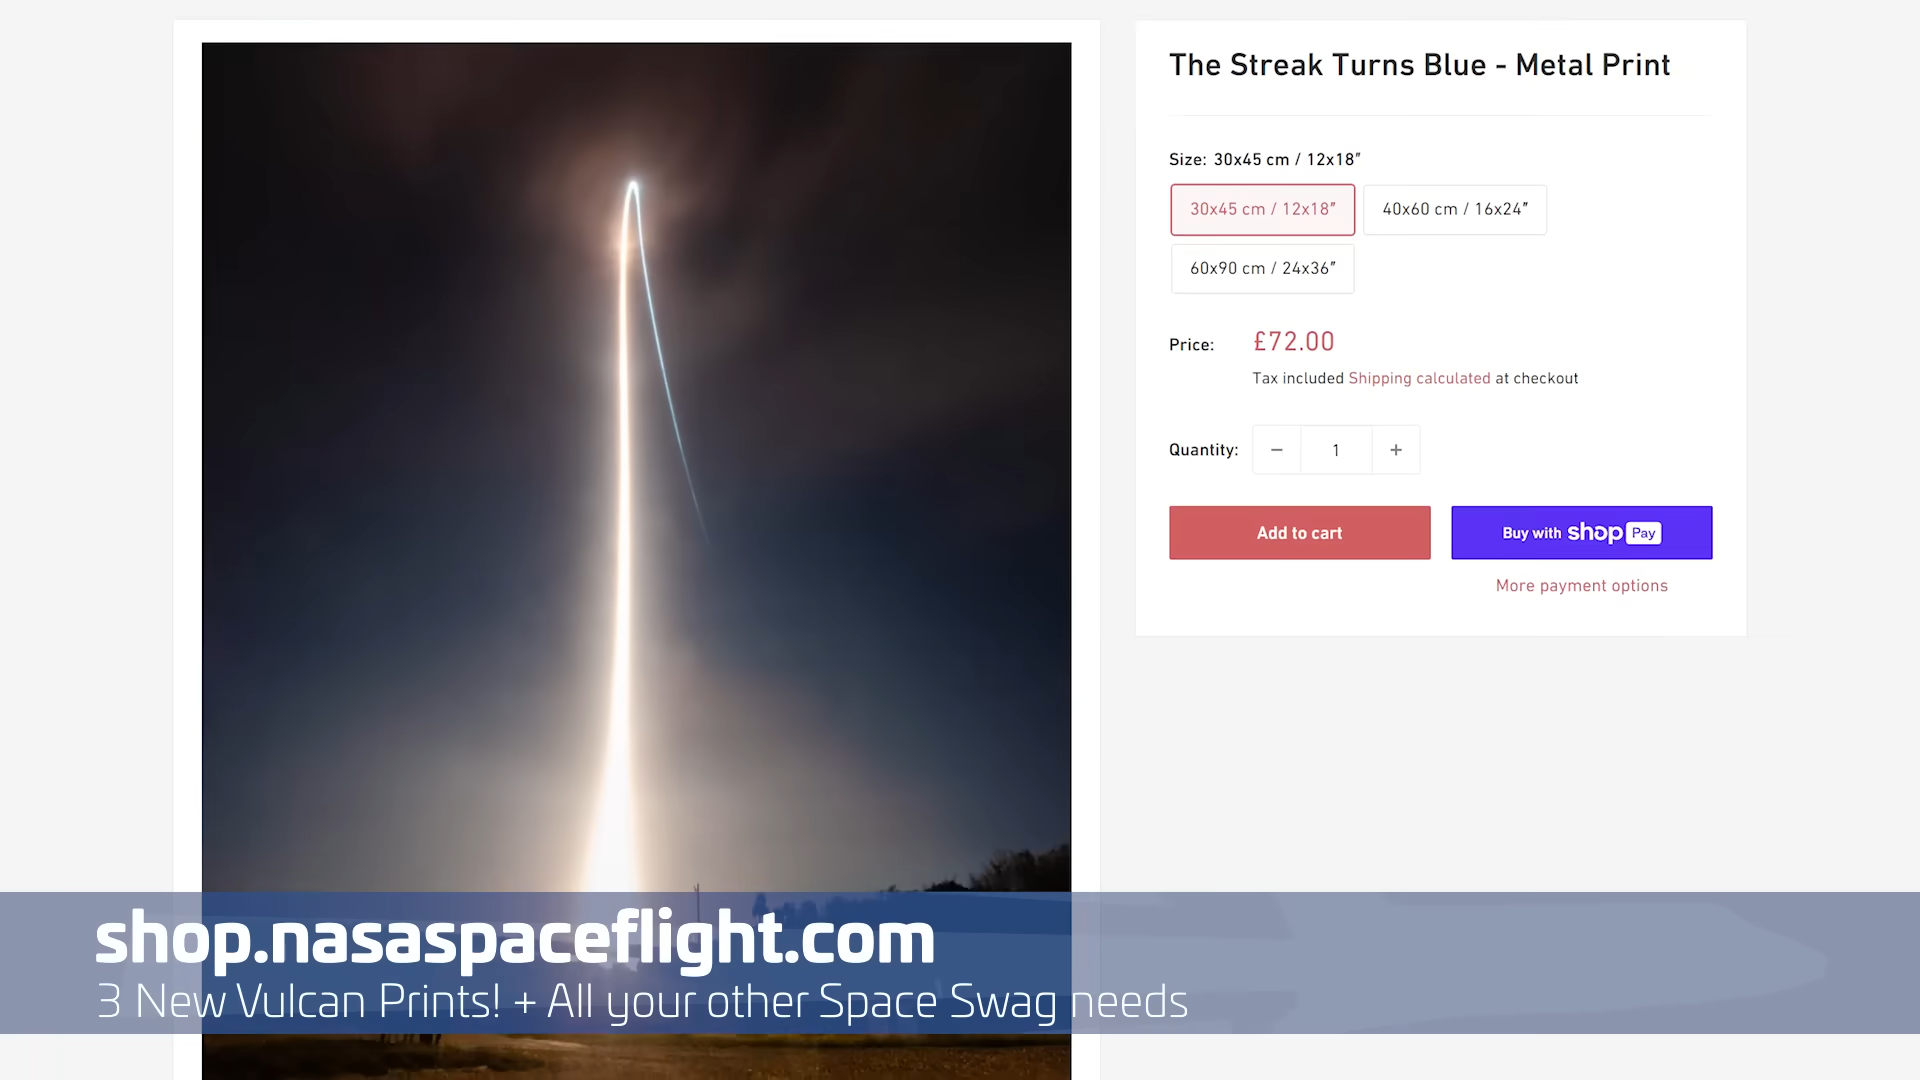 The Streak Turns Blue - Metal Print
Size: 30x45 cm / 12x18″
30x45 cm / 12x18″
40x60 cm / 16x24″
60x90 cm / 24x36″
Price: £72.00
Tax included Shipping calculated at checkout
Quantity: − 1 +
Add to cart
Buy with shop Pay
More payment options
shop.nasaspaceflight.com
3 New Vulcan Prints! + All your other Space Swag needs